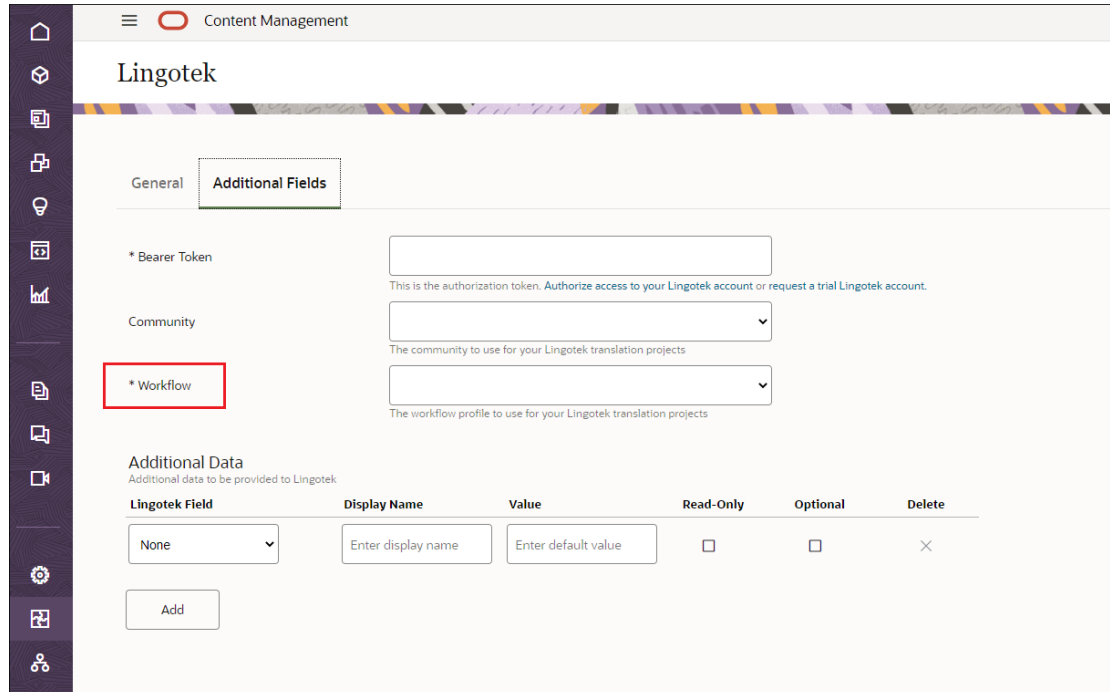 Content Management
Lingotek
General Additional Fields
* Bearer Token
This is the authorization token. Authorize access to your Lingotek account or request a trial Lingotek account.
Community
The community to use for your Lingotek translation projects
* Workflow
The workflow profile to use for your Lingotek translation projects
Additional Data
Additional data to be provided to Lingotek
Lingotek Field Display Name Value Read-Only Optional Delete
None Enter display name Enter default value
Add